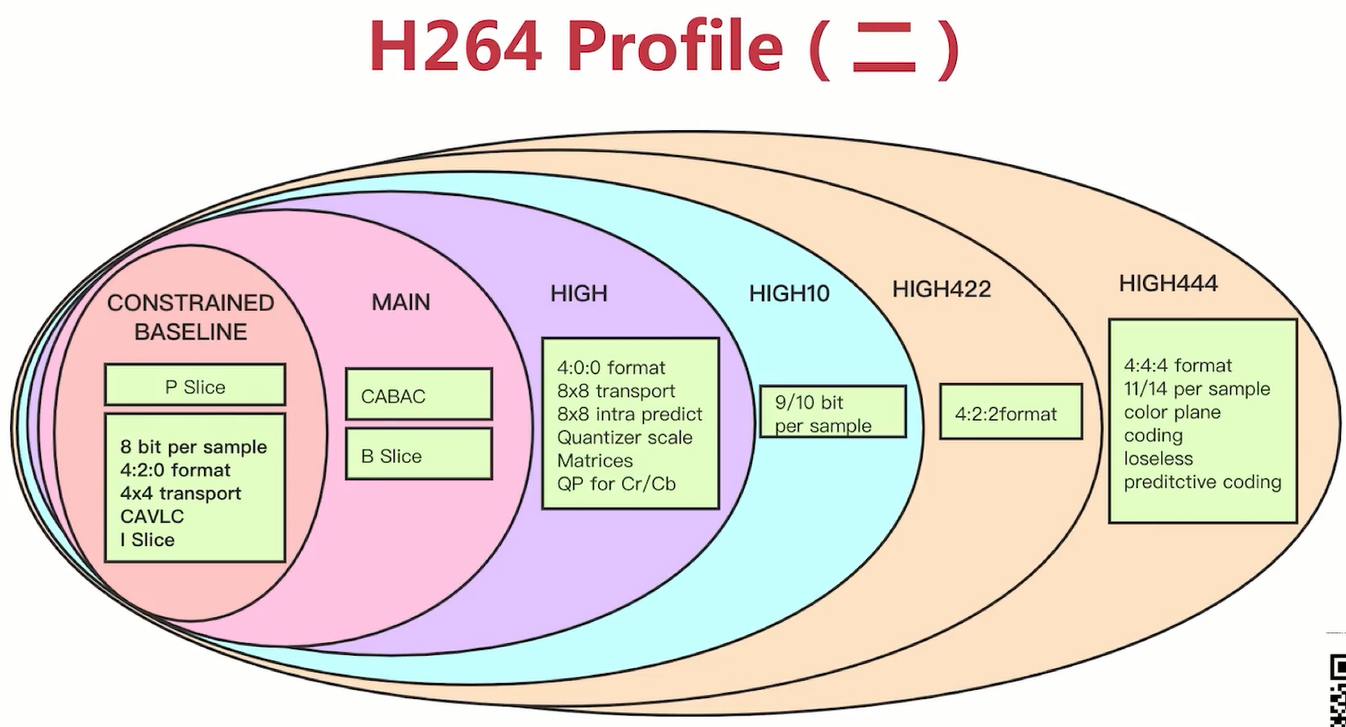 H264 Profile (二)
CONSTRAINED
BASELINE
P Slice
8 bit per sample
4:2:0 format
4x4 transport
CAVLC
I Slice
MAIN
CABAC
B Slice
HIGH
4:0:0 format
8x8 transport
8x8 intra predict
Quantizer scale
Matrices
QP for Cr/Cb
HIGH10
9/10 bit
per sample
HIGH422
4:2:2format
HIGH444
4:4:4 format
11/14 per sample
color plane
coding
loseless
preditctive coding